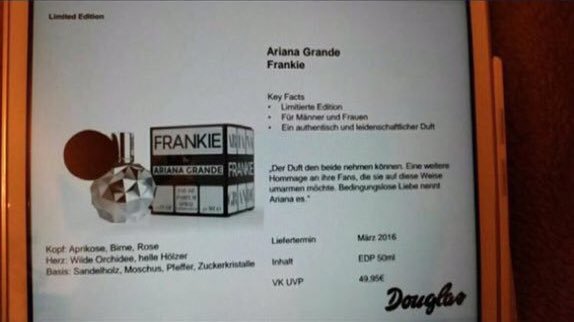 Limited Edition
Ariana Grande
Frankie
Key Facts
• Limitierte Edition
• Für Männer und Frauen
• Ein authentisch und leidenschaftlicher Duft
FRANKIE
ARIANA GRANDE
FRANKIE
„Der Duft den beide nehmen können. Eine weitere
Hommage an ihre Fans, die sie auf diese Weise
umarmen möchte. Bedingungslose Liebe nennt
Ariana es."
Kopf: Aprikose, Birne, Rose
Herz: Wilde Orchidee, helle Hölzer
Basis: Sandelholz, Moschus, Pfeffer, Zuckerkristalle
Liefertermin März 2016
Inhalt EDP 50ml
VK UVP 49,95€
Douglas